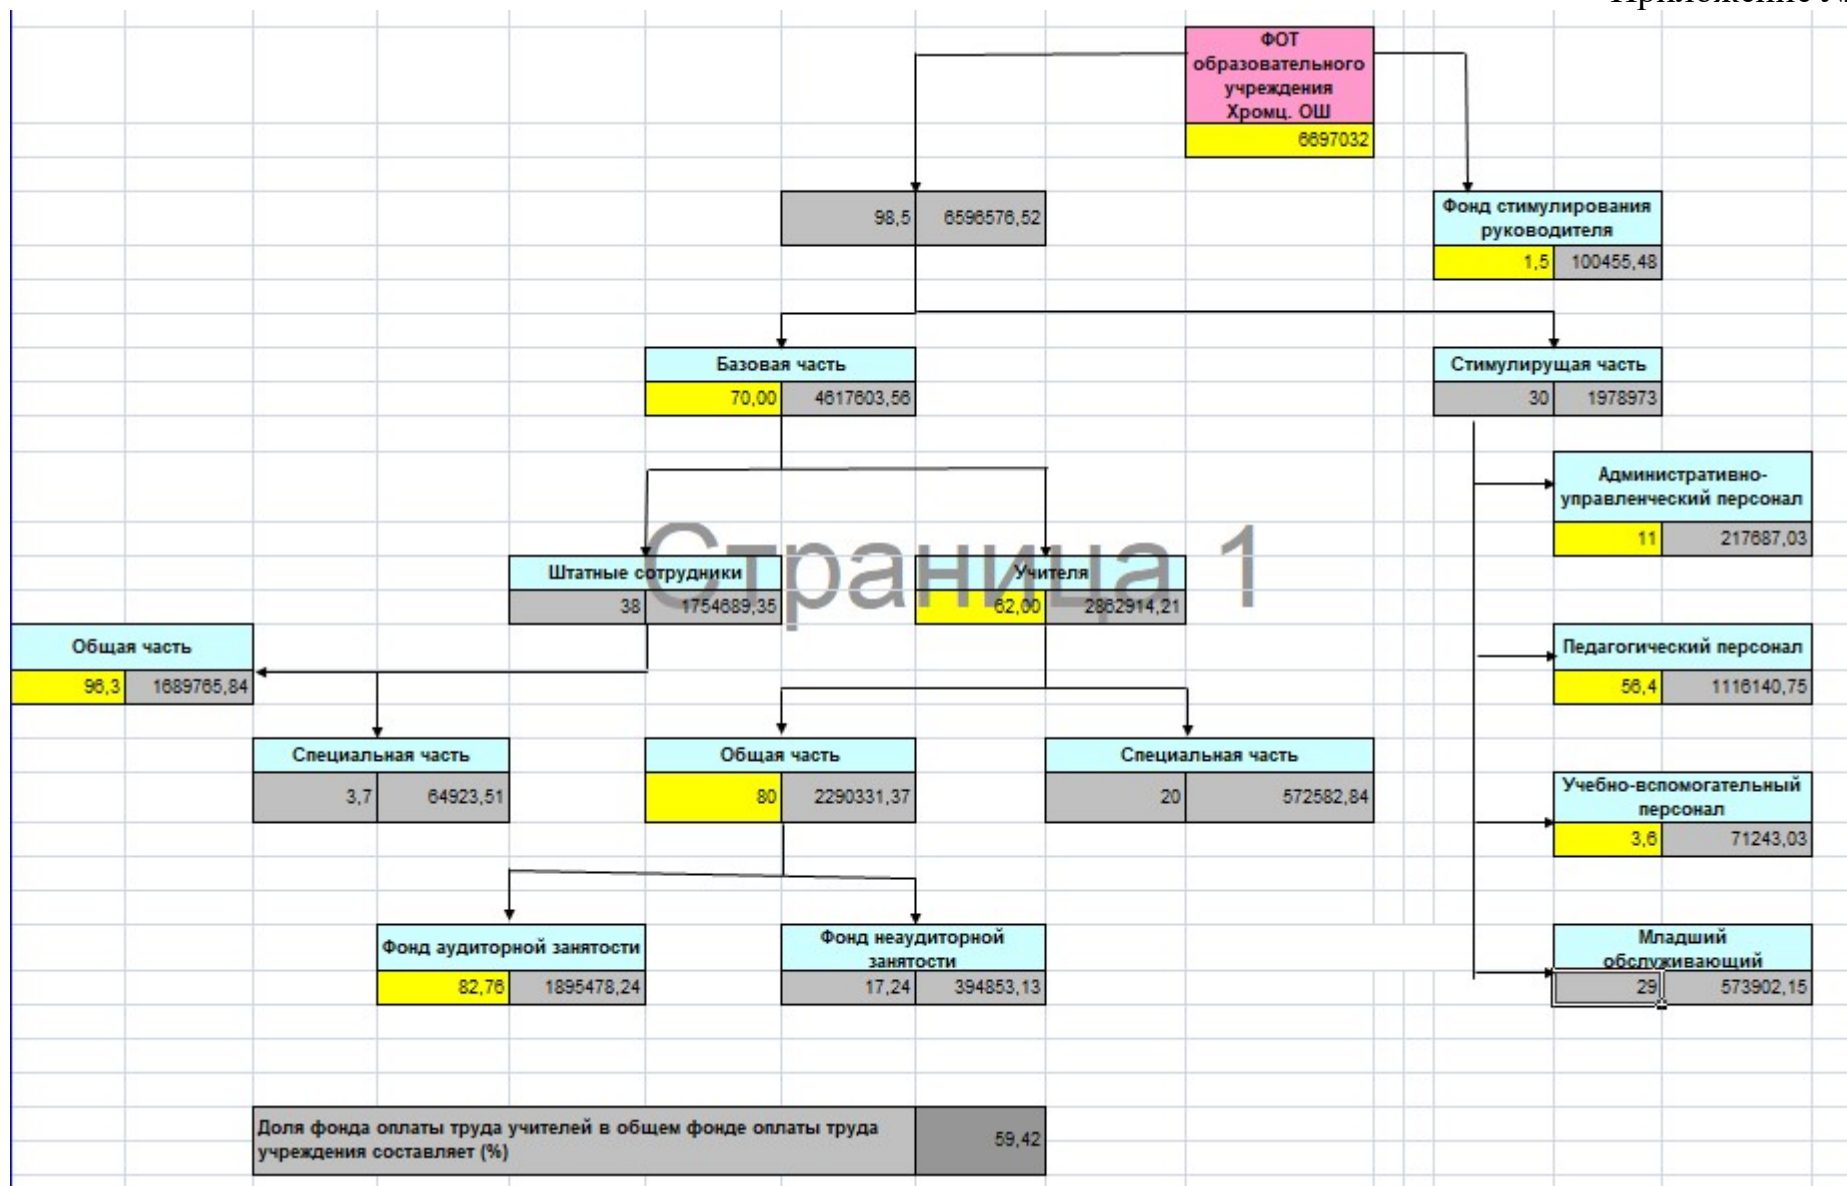 Приложение №
ФОТ
образовательного
учреждения
Хромц. ОШ
6697032
98,5 6596576,52
Фонд стимулирования
руководителя
1,5 100455,48
Базовая часть
70,00 4617603,56
Стимулирущая часть
30 1978973
Административно-
управленческий персонал
11 217687,03
Страница 1
Штатные сотрудники
38 1754689,35
Учителя
62,00 2862914,21
Общая часть
96,3 1689765,84
Педагогический персонал
56,4 1116140,75
Специальная часть
3,7 64923,51
Общая часть
80 2290331,37
Специальная часть
20 572582,84
Учебно-вспомогательный
персонал
3,6 71243,03
Фонд аудиторной занятости
82,76 1895478,24
Фонд неаудиторной
занятости
17,24 394853,13
Младший
обслуживающий
29 573902,15
Доля фонда оплаты труда учителей в общем фонде оплаты труда
учреждения составляет (%)
59,42